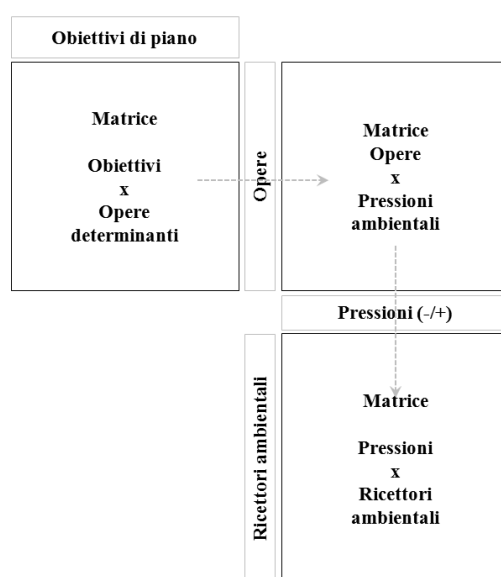 Obiettivi di piano
Matrice
Obiettivi
x
Opere
determinanti
Opere
Matrice
Opere
x
Pressioni
ambientali
Pressioni (-/+)
Ricettori ambientali
Matrice
Pressioni
x
Ricettori
ambientali